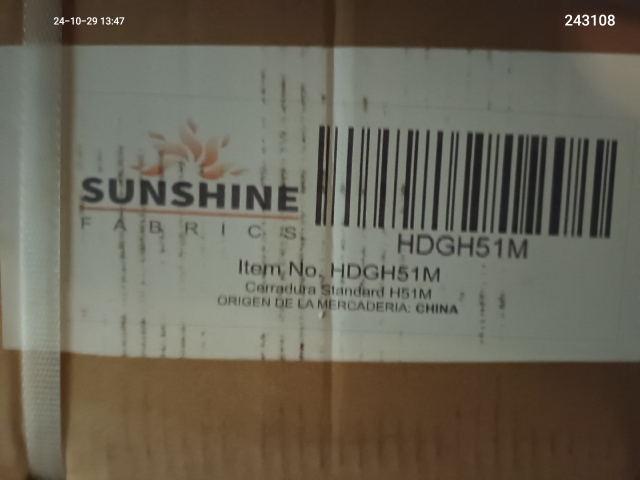 24-10-29 13:47
243108
SUNSHINE
FABRICS
HDGH51M
Item No. HDGH51M
Cerradura Standard H51M
ORIGEN DE LA MERCADERIA: CHINA